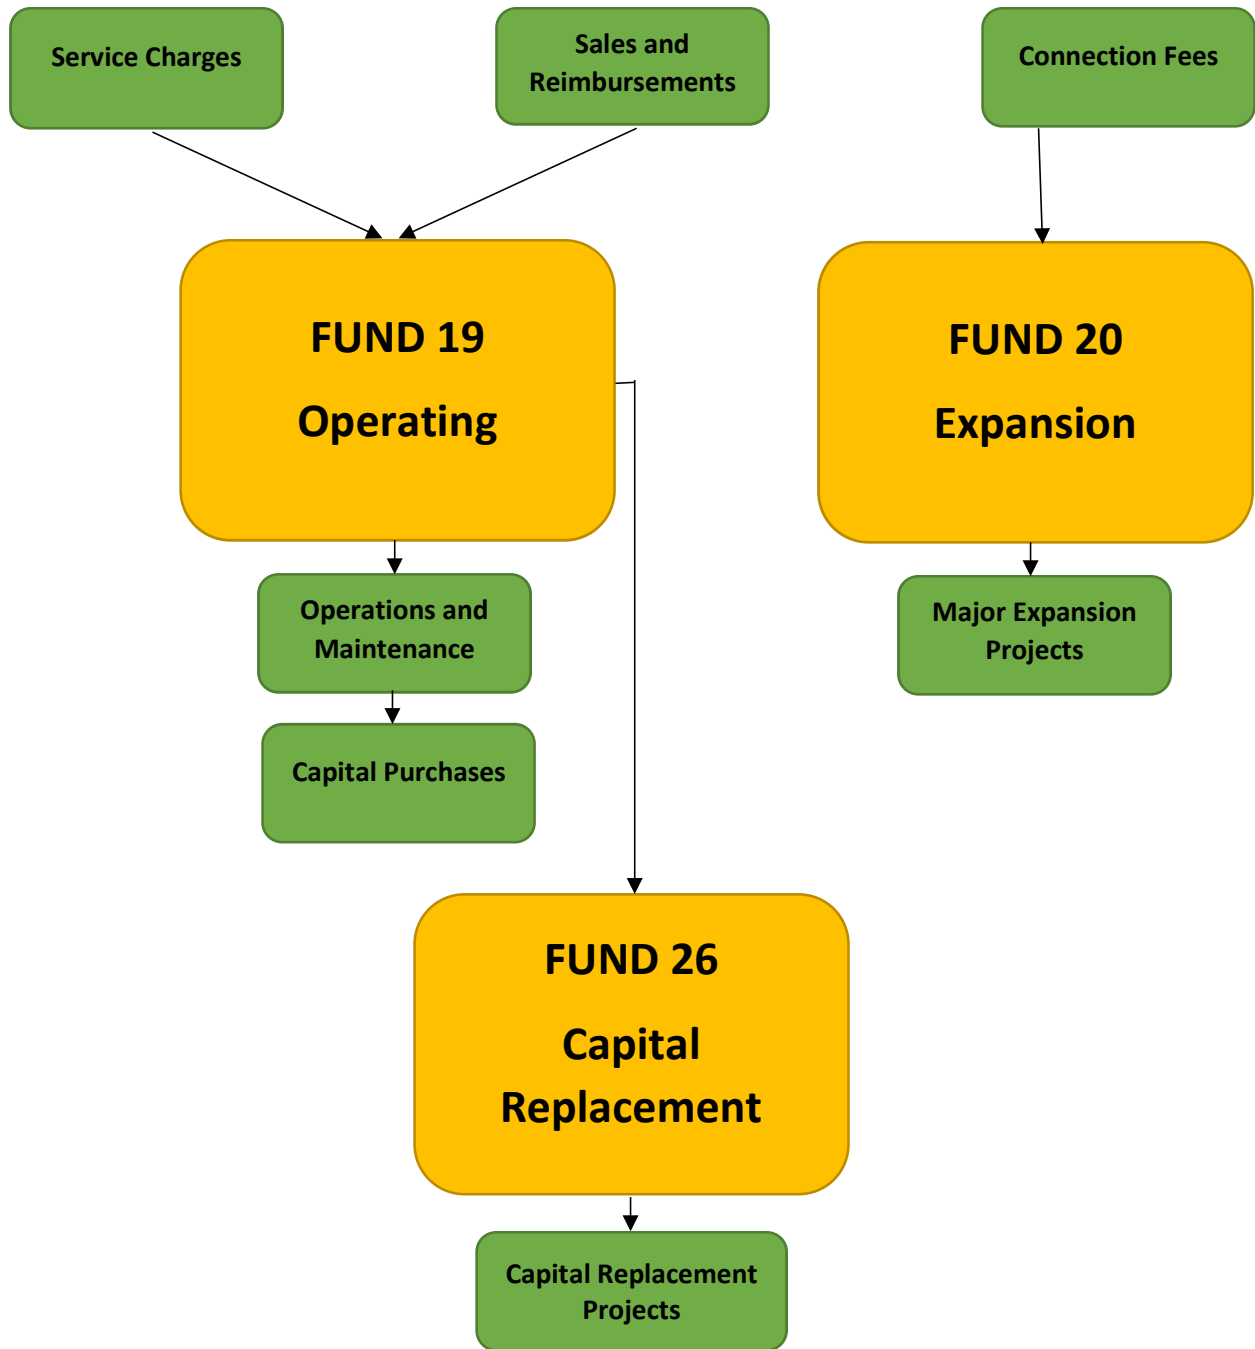 Service Charges
Sales and
Reimbursements
Connection Fees
FUND 19
Operating
FUND 20
Expansion
Operations and
Maintenance
Major Expansion
Projects
Capital Purchases
FUND 26
Capital
Replacement
Capital Replacement
Projects